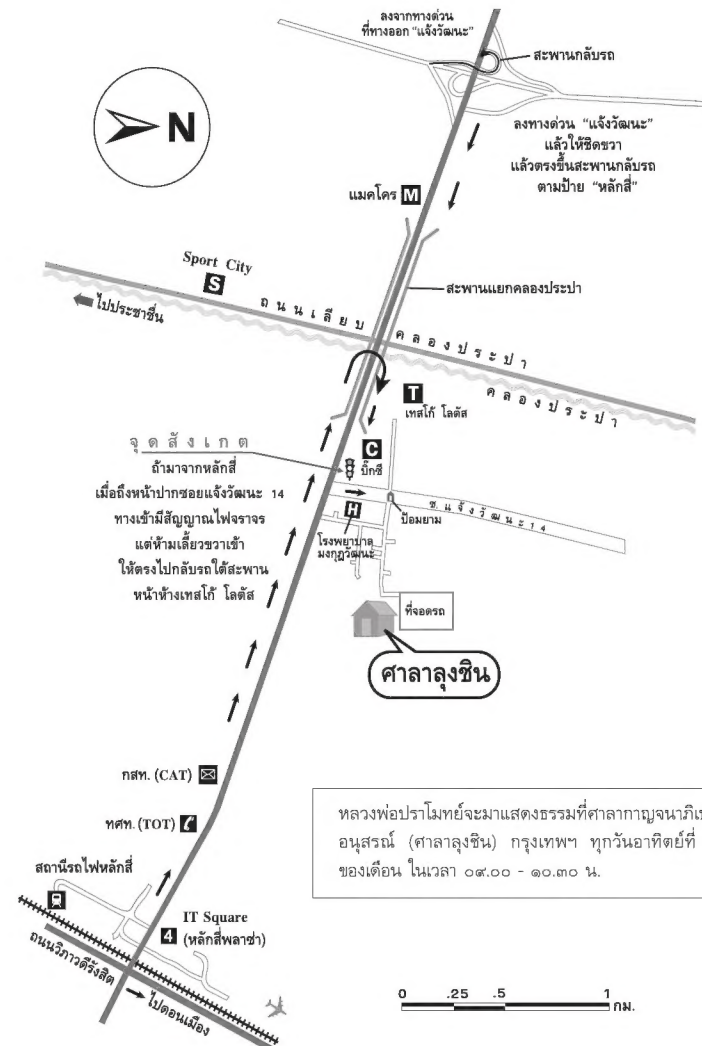 ลงจากทางด่วน
ที่ทางออก “แจ้งวัฒนะ”
สะพานกลับรถ
N
ลงทางด่วน “แจ้งวัฒนะ”
แล้วให้ชิดขวา
แล้วตรงขึ้นสะพานกลับรถ
ตามป้าย “หลักสี่”
แมคโคร M
Sport City
S
สะพานแยกคลองประปา
ไปประชาชื่น
ถนนเลียบคลองประปา
คลองประปา
T
เทสโก้ โลตัส
จุดสังเกต
C
บิ๊กซี
ถ้ามาจากหลักสี่
เมื่อถึงหน้าปากซอยแจ้งวัฒนะ 14
ทางเข้ามีสัญญาณไฟจราจร
แต่ห้ามเลี้ยวขวาเข้า
ให้ตรงไปกลับรถใต้สะพาน
หน้าห้างเทสโก้ โลตัส
H
โรงพยาบาล
มงกุฎวัฒนะ
ป้อมยาม
ซ.แจ้งวัฒนะ14
ที่จอดรถ
ศาลาลุงชิน
กสท. (CAT)
ทศท. (TOT)
สถานีรถไฟหลักสี่
IT Square
4 (หลักสี่พลาซ่า)
ถนนวิภาวดีรังสิต
ไปดอนเมือง
หลวงพ่อปราโมทย์จะมาแสดงธรรมที่ศาลากาญจนาภิเ
อนุสรณ์ (ศาลาลุงชิน) กรุงเทพฯ ทุกวันอาทิตย์ที่
ของเดือน ในเวลา ๐๙.๐๐ - ๑๐.๓๐ น.
0 .25 .5 1
กม.